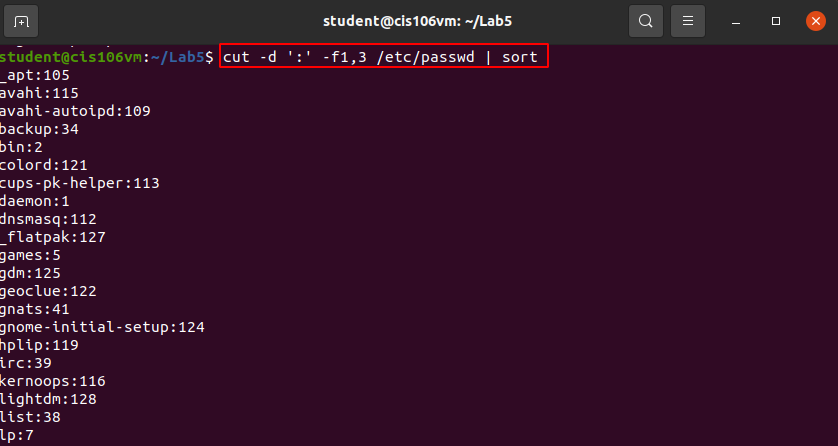 student@cis106vm: ~/Lab5
student@cis106vm:~/Lab5$ cut -d ':' -f1,3 /etc/passwd | sort
_apt:105
avahi:115
avahi-autoipd:109
backup:34
bin:2
colord:121
cups-pk-helper:113
daemon:1
dnsmasq:112
_flatpak:127
games:5
gdm:125
geoclue:122
gnats:41
gnome-initial-setup:124
hplip:119
irc:39
kernoops:116
lightdm:128
list:38
lp:7